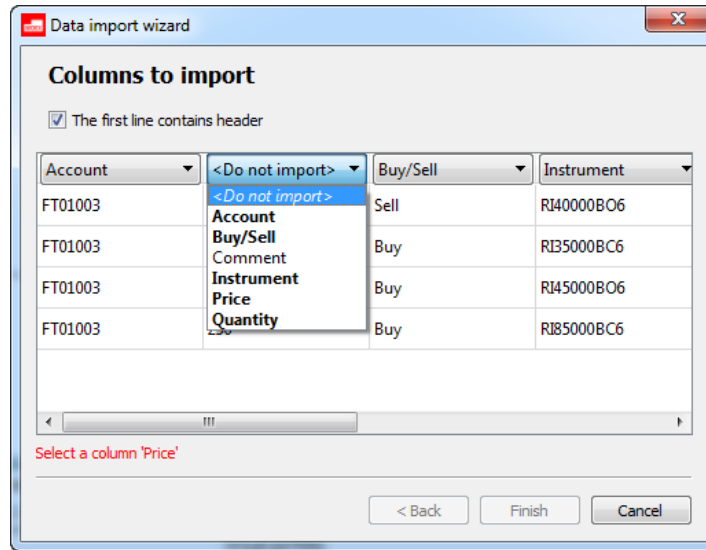 Data import wizard
Columns to import
The first line contains header
Account <Do not import> Buy/Sell Instrument
<Do not import>
Account
Buy/Sell
Comment
Instrument
Price
Quantity
FT01003 Sell RI40000BO6
FT01003 Buy RI35000BC6
FT01003 Buy RI45000BO6
FT01003 Buy RI85000BC6
Select a column 'Price'
< Back Finish Cancel